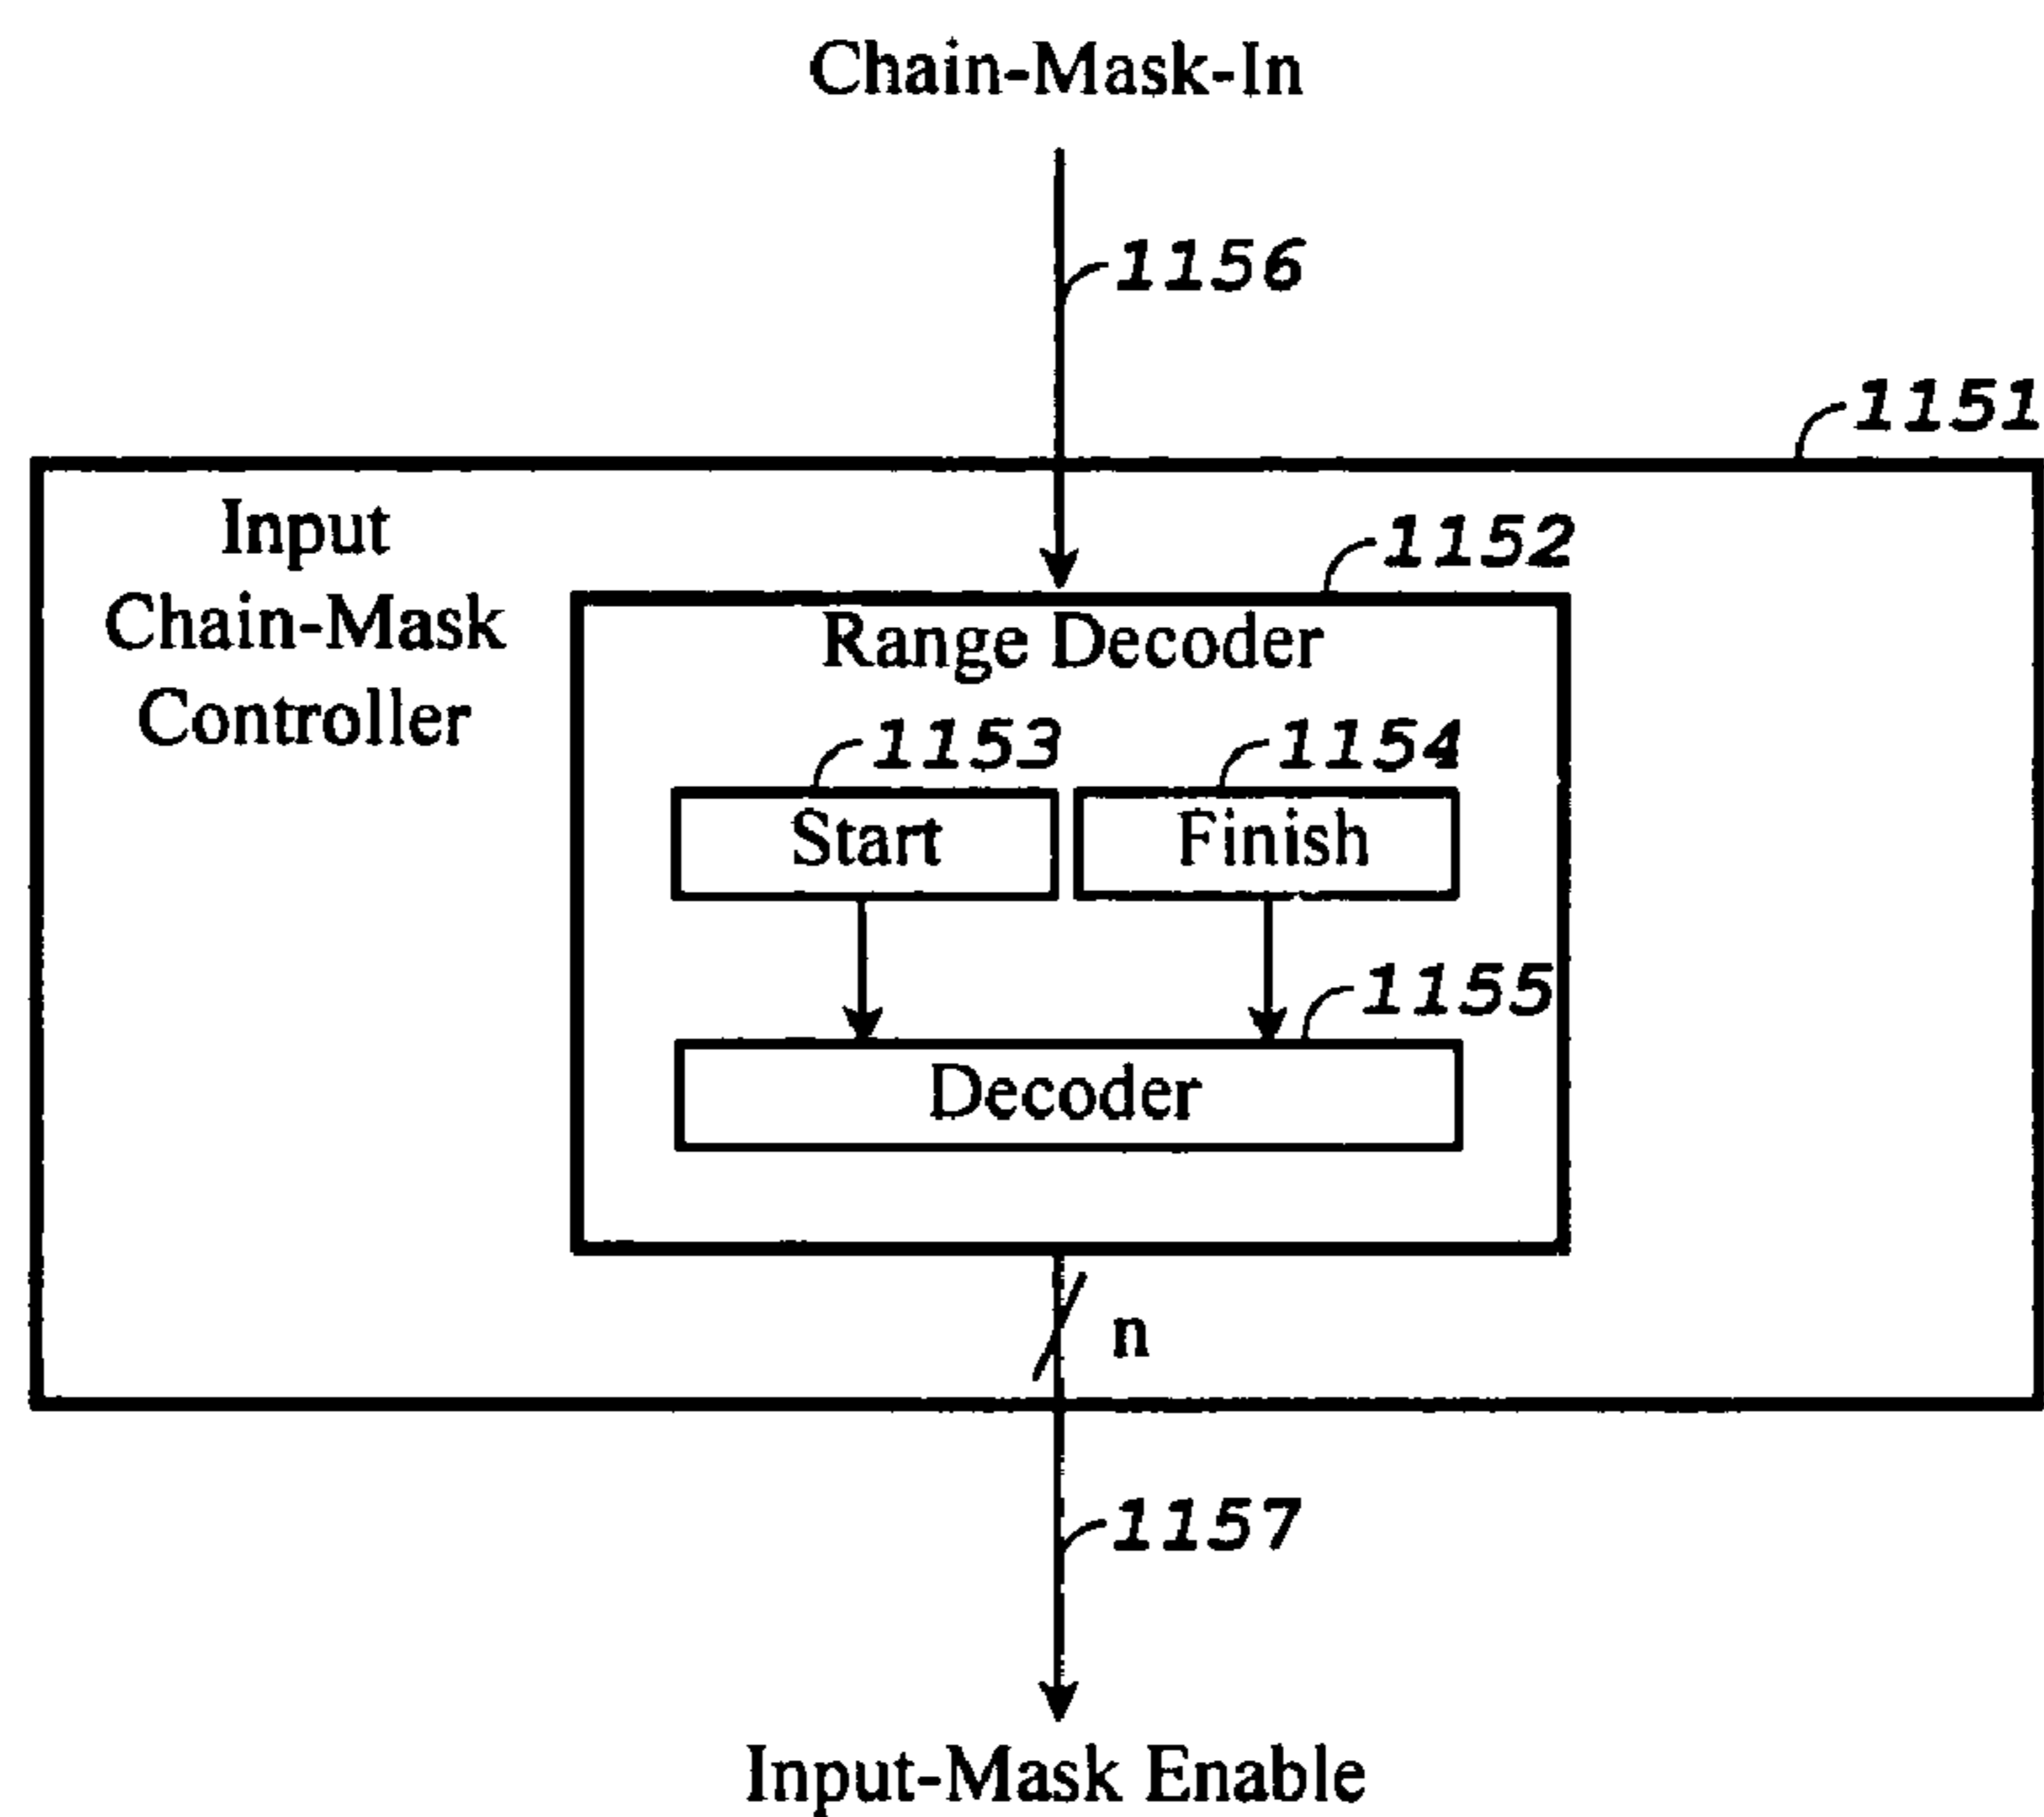 Chain-Mask-In
1156
1151
Input
Chain-Mask
Controller
1152
Range Decoder
1153
1154
Start
Finish
1155
Decoder
n
1157
Input-Mask Enable